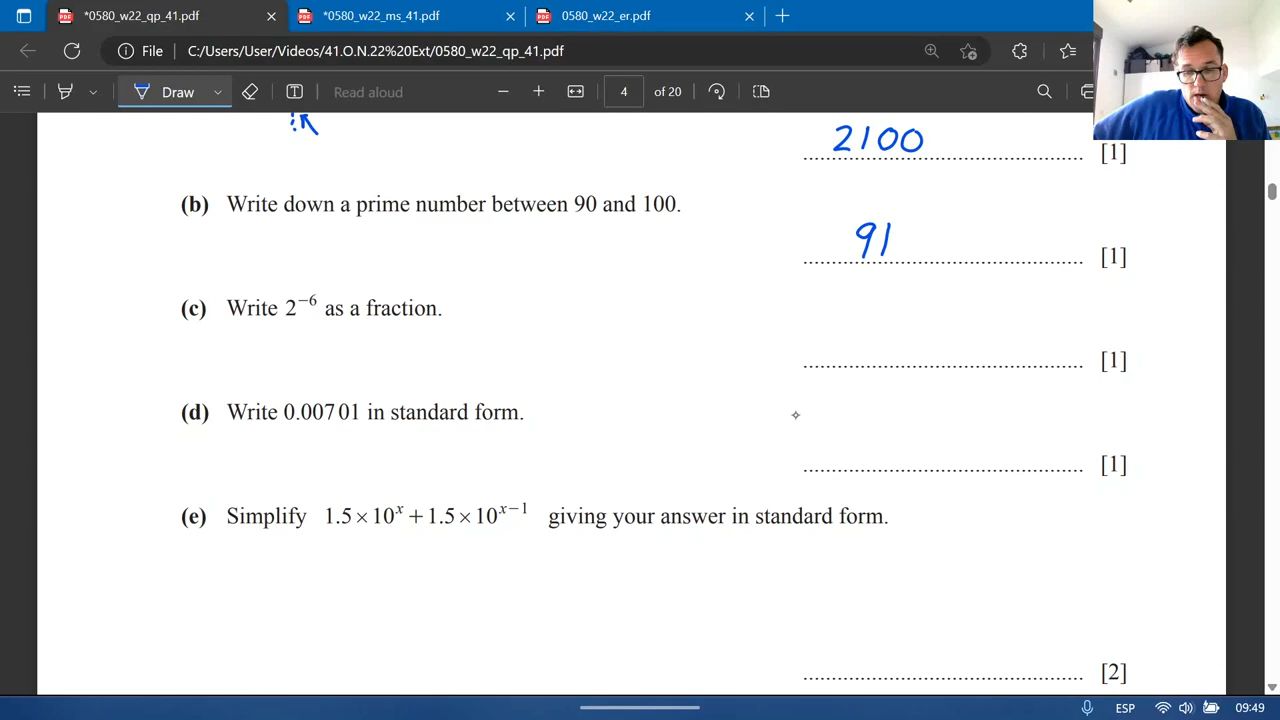 *0580_w22_qp_41.pdf
*0580_w22_ms_41.pdf
0580_w22_er.pdf
File C:/Users/User/Videos/41.O.N.22%20Ext/0580_w22_qp_41.pdf
Draw
Read aloud
4 of 20
2100 [1]
(b) Write down a prime number between 90 and 100.
91 [1]
(c) Write 2⁻⁶ as a fraction.
[1]
(d) Write 0.00701 in standard form.
[1]
(e) Simplify 1.5 × 10ˣ + 1.5 × 10ˣ⁻¹ giving your answer in standard form.
[2]
ESP 09:49